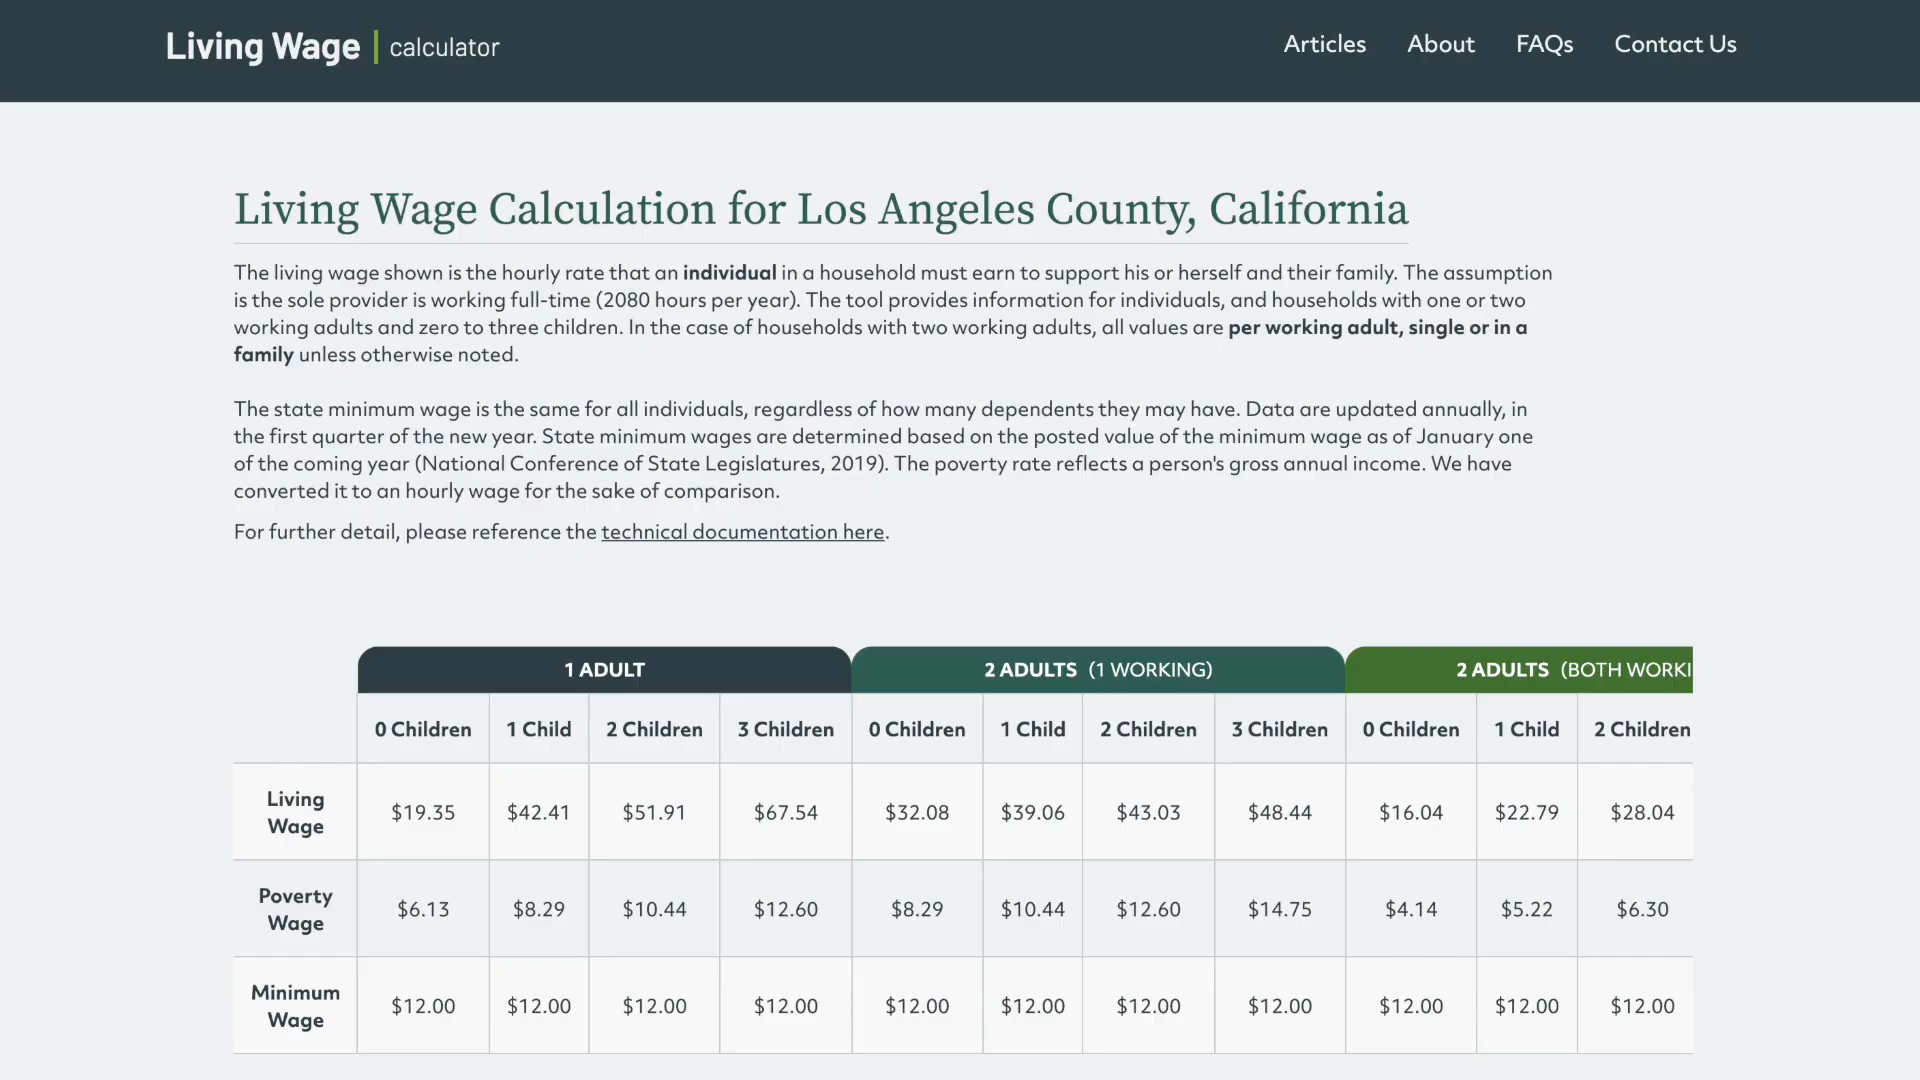 Living Wage | calculator
Articles About FAQs Contact Us
Living Wage Calculation for Los Angeles County, California
The living wage shown is the hourly rate that an individual in a household must earn to support his or herself and their family. The assumption
is the sole provider is working full-time (2080 hours per year). The tool provides information for individuals, and households with one or two
working adults and zero to three children. In the case of households with two working adults, all values are per working adult, single or in a
family unless otherwise noted.
The state minimum wage is the same for all individuals, regardless of how many dependents they may have. Data are updated annually, in
the first quarter of the new year. State minimum wages are determined based on the posted value of the minimum wage as of January one
of the coming year (National Conference of State Legislatures, 2019). The poverty rate reflects a person's gross annual income. We have
converted it to an hourly wage for the sake of comparison.
For further detail, please reference the technical documentation here.
1 ADULT 2 ADULTS (1 WORKING) 2 ADULTS (BOTH WORKI
0 Children 1 Child 2 Children 3 Children 0 Children 1 Child 2 Children 3 Children 0 Children 1 Child 2 Children
Living
Wage
$19.35 $42.41 $51.91 $67.54 $32.08 $39.06 $43.03 $48.44 $16.04 $22.79 $28.04
Poverty
Wage
$6.13 $8.29 $10.44 $12.60 $8.29 $10.44 $12.60 $14.75 $4.14 $5.22 $6.30
Minimum
Wage
$12.00 $12.00 $12.00 $12.00 $12.00 $12.00 $12.00 $12.00 $12.00 $12.00 $12.00